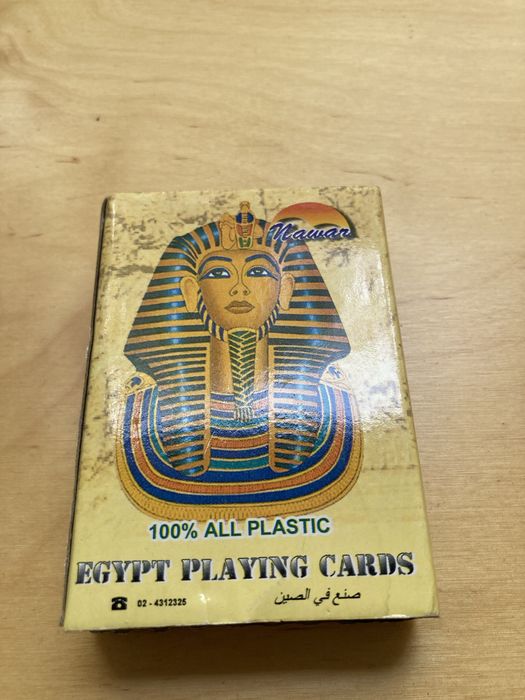 Nawar
100% ALL PLASTIC
EGYPT PLAYING CARDS
02 - 4312325
صنع في الصين